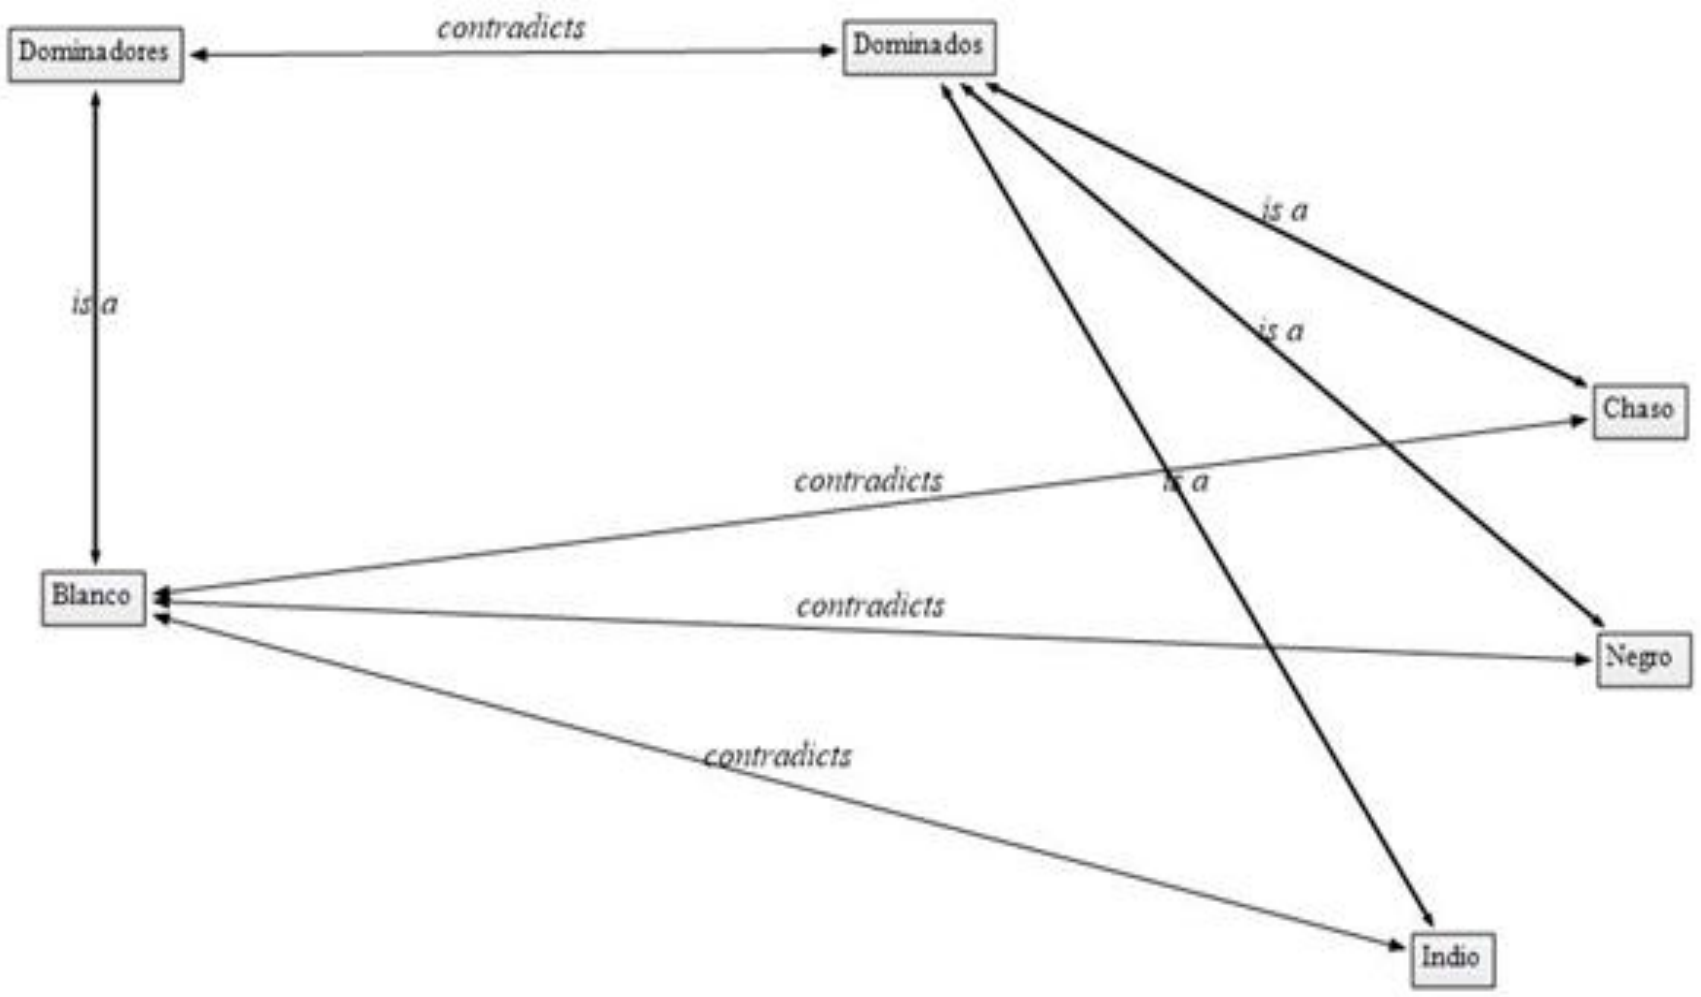 contradicts
Dominadores
Dominados
is a
is a
is a
Chaso
contradicts
is a
Blanco
contradicts
Negro
contradicts
Indio